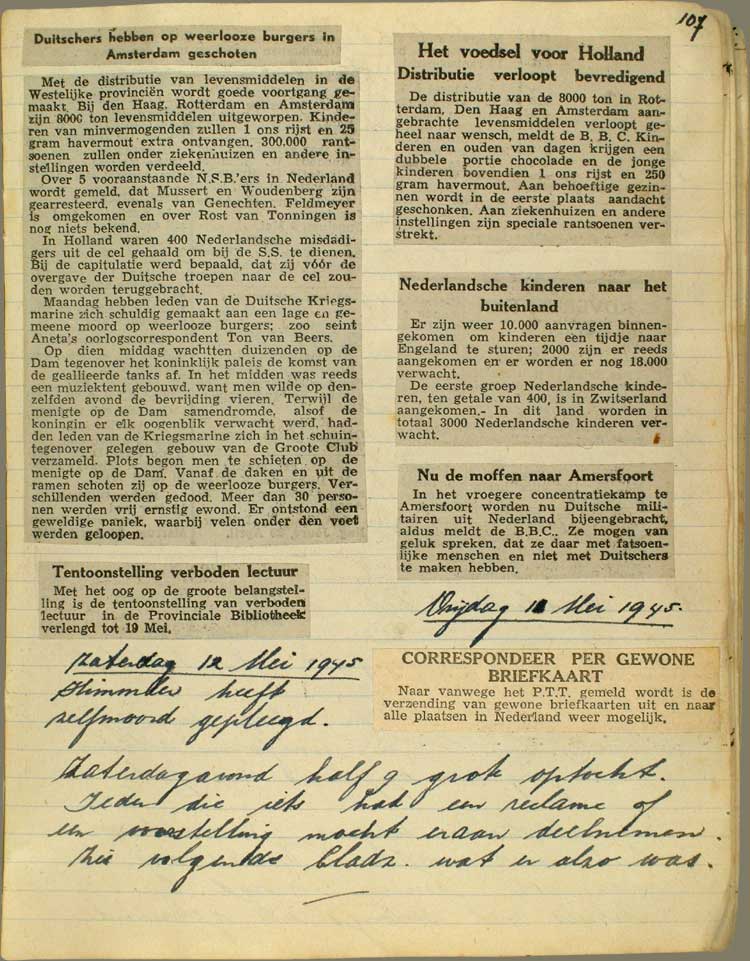 107
Duitschers hebben op weerlooze burgers in
Amsterdam geschoten
Met de distributie van levensmiddelen in de
Westelijke provinciën wordt goede voortgang ge-
maakt. Bij den Haag, Rotterdam en Amsterdam
zijn 8000 ton levensmiddelen uitgeworpen. Kinde-
ren van minvermogenden zullen 1 ons rijst en 25
gram havermout extra ontvangen. 300.000 rant-
soenen zullen onder ziekenhuizen en andere in-
stellingen worden verdeeld.
Over 5 vooraanstaande N.S.B.'ers in Nederland
wordt gemeld, dat Mussert en Woudenberg zijn
gearresteerd, evenals van Genechten. Feldmeyer
is omgekomen en over Rost van Tonningen is
nog niets bekend.
In Holland waren 400 Nederlandsche misdadi-
gers uit de cel gehaald om bij de S.S. te dienen.
Bij de capitulatie werd bepaald, dat zij vóór de
overgave der Duitsche troepen naar de cel zou-
den worden teruggebracht.
Maandag hebben leden van de Duitsche Kriegs-
marine zich schuldig gemaakt aan een lage en ge-
meene moord op weerlooze burgers; zoo seint
Aneta's oorlogscorrespondent Ton van Beers.
Op dien middag wachtten duizenden op de
Dam tegenover het koninklijk paleis de komst van
de geallieerde tanks af. In het midden was reeds
een muziektent gebouwd, want men wilde op den-
zelfden avond de bevrijding vieren. Terwijl de
menigte op de Dam samendromde, alsof de
koningin er elk oogenblik verwacht werd, had-
den leden van de Kriegsmarine zich in het schuin-
tegenover gelegen gebouw van de Groote Club
verzameld. Plots begon men te schieten op de
menigte op de Dam. Vanaf de daken en uit de
ramen schoten zij op de weerlooze burgers. Ver-
schillenden werden gedood. Meer dan 30 perso-
nen werden vrij ernstig ewond. Er ontstond een
geweldige paniek, waarbij velen onder den voet
werden geloopen.
Tentoonstelling verboden lectuur
Met het oog op de groote belangstel-
ling is de tentoonstelling van verboden
lectuur in de Provinciale Bibliotheek
verlengd tot 19 Mei.
Zaterdag 12 Mei 1945
Himmler heeft
zelfmoord gepleegd.
Het voedsel voor Holland
Distributie verloopt bevredigend
De distributie van de 8000 ton in Rot-
terdam, Den Haag en Amsterdam aan-
gebrachte levensmiddelen verloopt ge-
heel naar wensch, meldt de B. B. C. Kin-
deren en ouden van dagen krijgen een
dubbele portie chocolade en de jonge
kinderen bovendien 1 ons rijst en 250
gram havermout. Aan behoeftige gezin-
nen wordt in de eerste plaats aandacht
geschonken. Aan ziekenhuizen en andere
instellingen zijn speciale rantsoenen ver-
strekt.
Nederlandsche kinderen naar het
buitenland
Er zijn weer 10.000 aanvragen binnen-
gekomen om kinderen een tijdje naar
Engeland te sturen; 2000 zijn er reeds
aangekomen en er worden er nog 18.000
verwacht.
De eerste groep Nederlandsche kinde-
ren, ten getale van 400, is in Zwitserland
aangekomen.- In dit land worden in
totaal 3000 Nederlandsche kinderen ver-
wacht.
Nu de moffen naar Amersfoort
In het vroegere concentratiekamp te
Amersfoort worden nu Duitsche mili-
tairen uit Nederland bijeengebracht,
aldus meldt de B.B.C.. Ze mogen van
geluk spreken, dat ze daar met fatsoen-
lijke menschen en niet met Duitschers
te maken hebben.
Vrijdag 11 Mei 1945.
CORRESPONDEER PER GEWONE
BRIEFKAART
Naar vanwege het P.T.T. gemeld wordt is de
verzending van gewone briefkaarten uit en naar
alle plaatsen in Nederland weer mogelijk.
Zaterdagavond half 9 grote optocht.
Ieder die iets had een reclame of
een voorstelling mocht eraan deelnemen.
Zie volgende bladz. wat er alzo was.